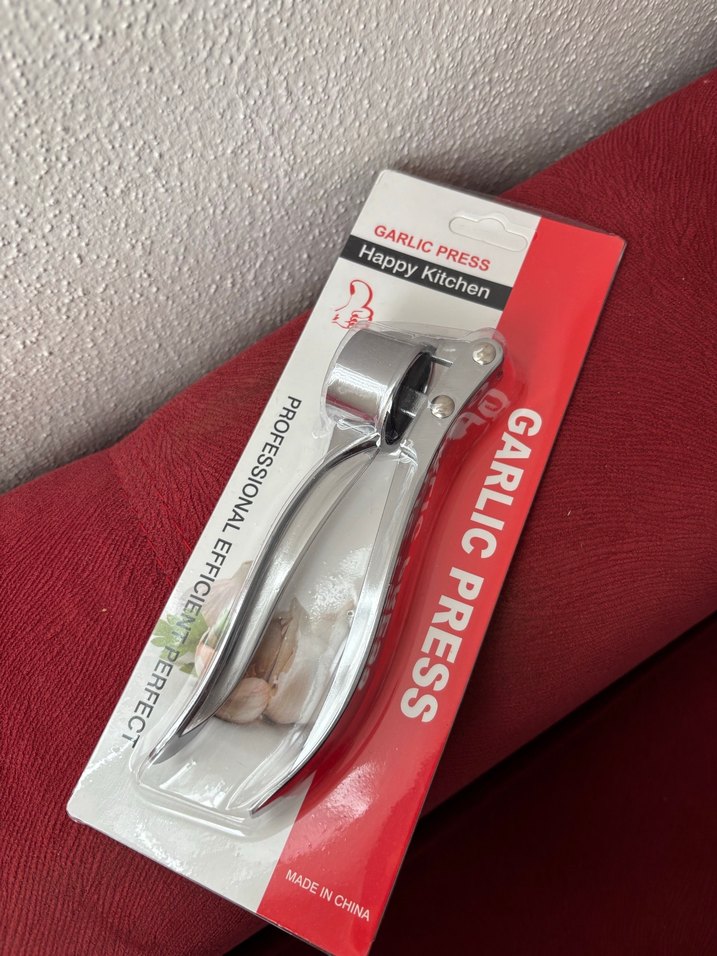 GARLIC PRESS
Happy Kitchen
GARLIC PRESS
PROFESSIONAL EFFICIENT PERFECT
MADE IN CHINA